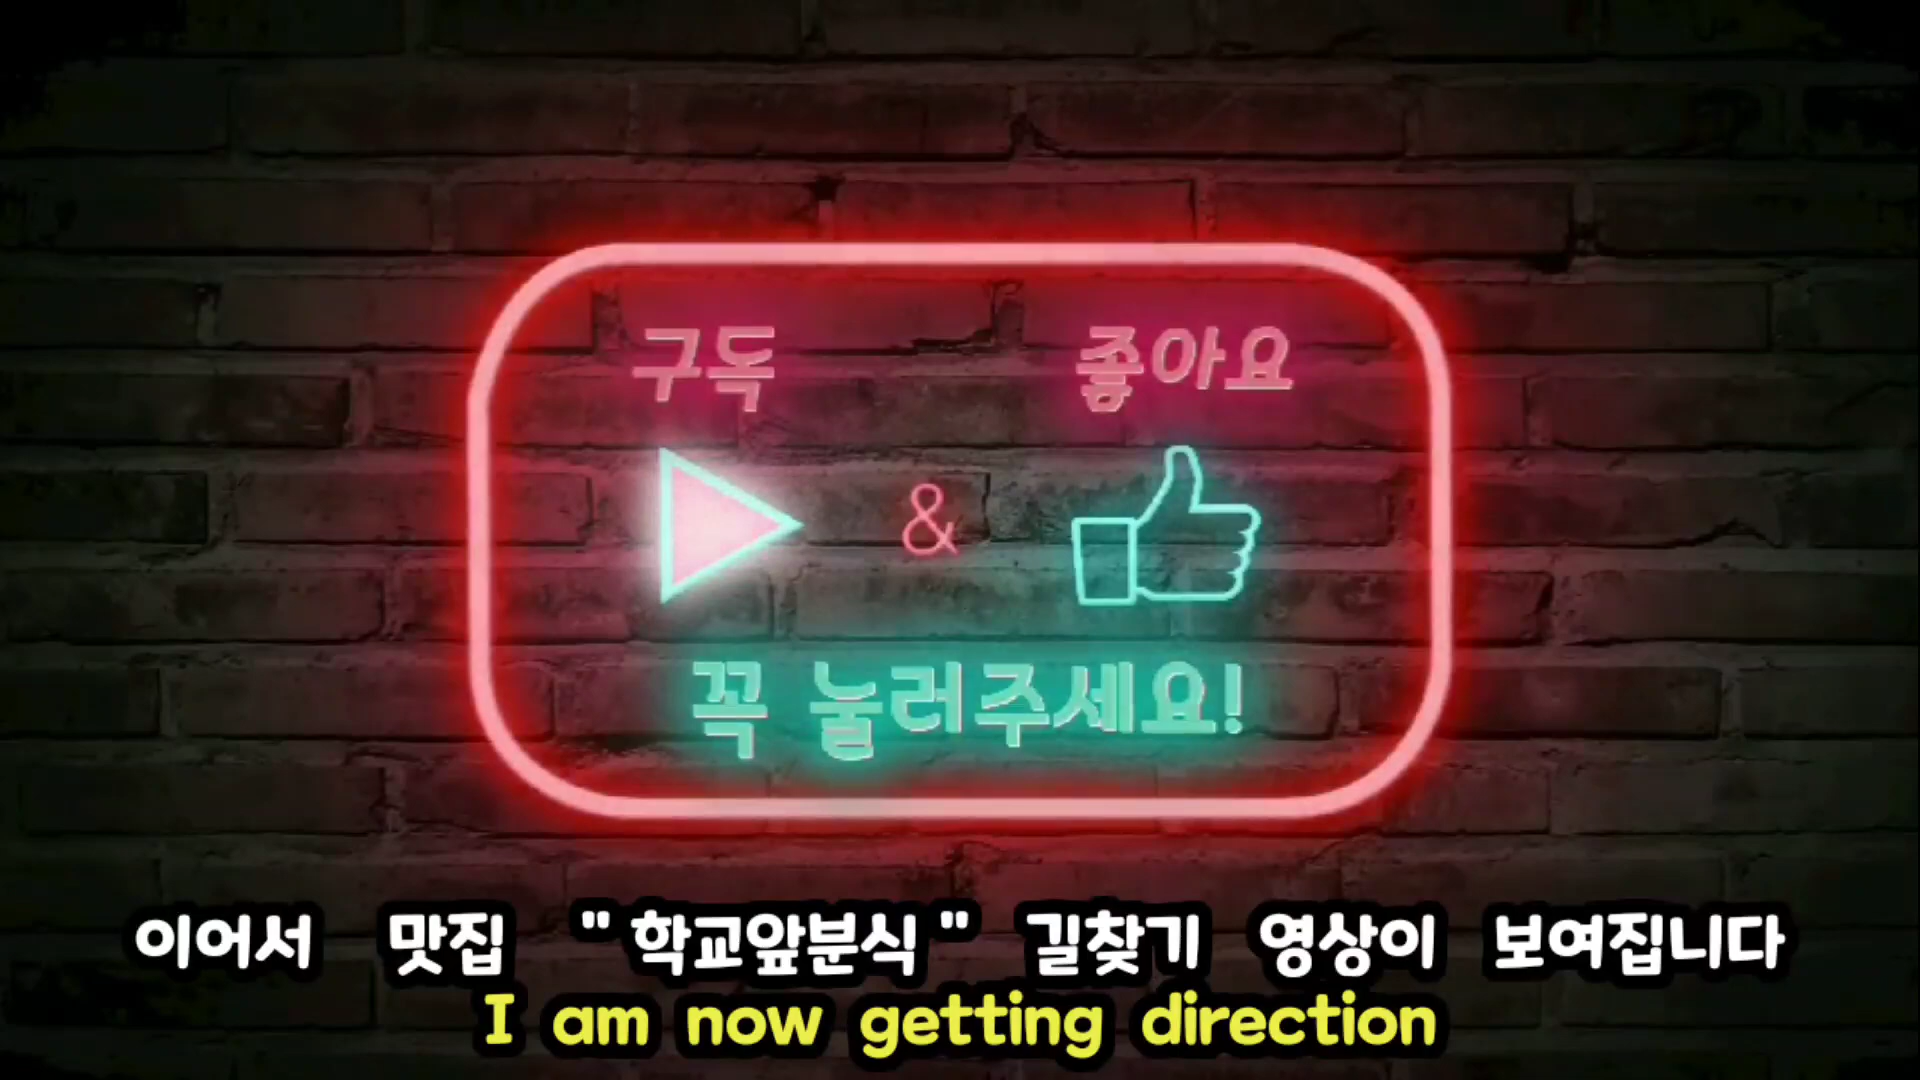 구독 좋아요
&
꼭 눌러주세요!
이어서 맛집 "학교앞분식" 길찾기 영상이 보여집니다
I am now getting direction